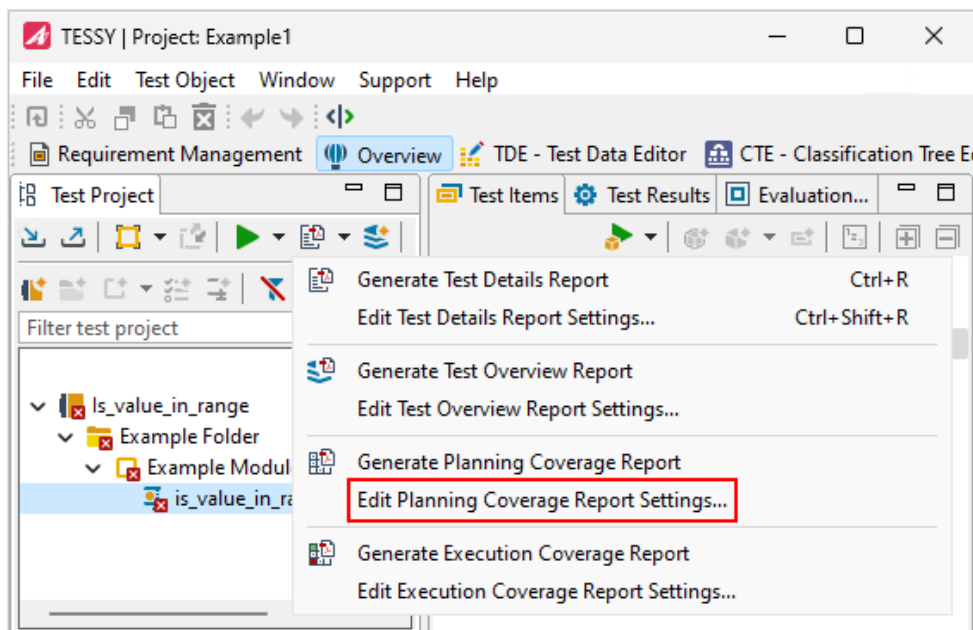 TESSY | Project: Example1
File Edit Test Object Window Support Help
Requirement Management Overview TDE - Test Data Editor CTE - Classification Tree E
Test Project Test Items Test Results Evaluation...
Filter test project
Is_value_in_range
Example Folder
Example Modul
is_value_in_ra
Generate Test Details Report Ctrl+R
Edit Test Details Report Settings... Ctrl+Shift+R
Generate Test Overview Report
Edit Test Overview Report Settings...
Generate Planning Coverage Report
Edit Planning Coverage Report Settings...
Generate Execution Coverage Report
Edit Execution Coverage Report Settings...